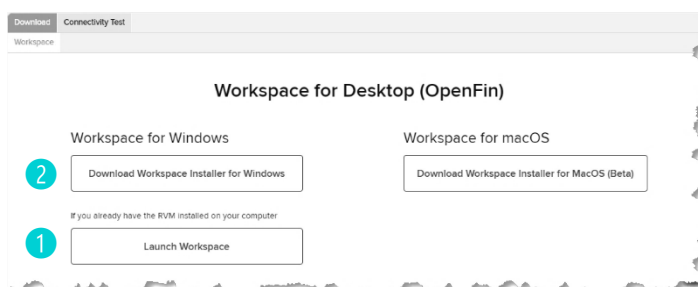 Download Connectivity Test
Workspace
Workspace for Desktop (OpenFin)
Workspace for Windows
Workspace for macOS
2
Download Workspace Installer for Windows
Download Workspace Installer for MacOS (Beta)
If you already have the RVM installed on your computer
1
Launch Workspace